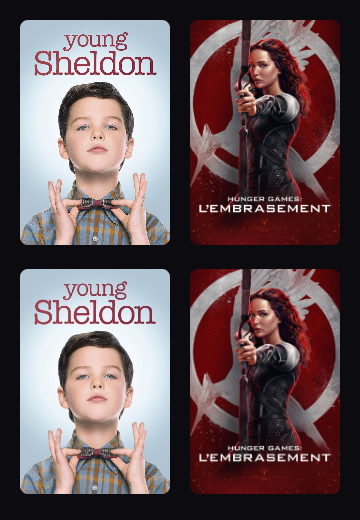 young
Sheldon
HUNGER GAMES:
L'EMBRASEMENT
young
Sheldon
HUNGER GAMES:
L'EMBRASEMENT